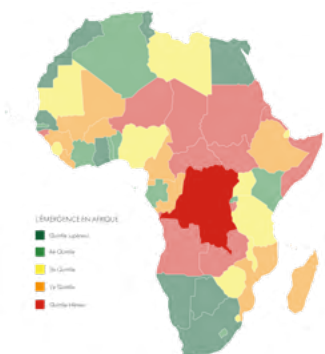 L'ÉMERGENCE EN AFRIQUE
Quintile supérieur
4e Quintile
3e Quintile
2e Quintile
Quintile inférieur